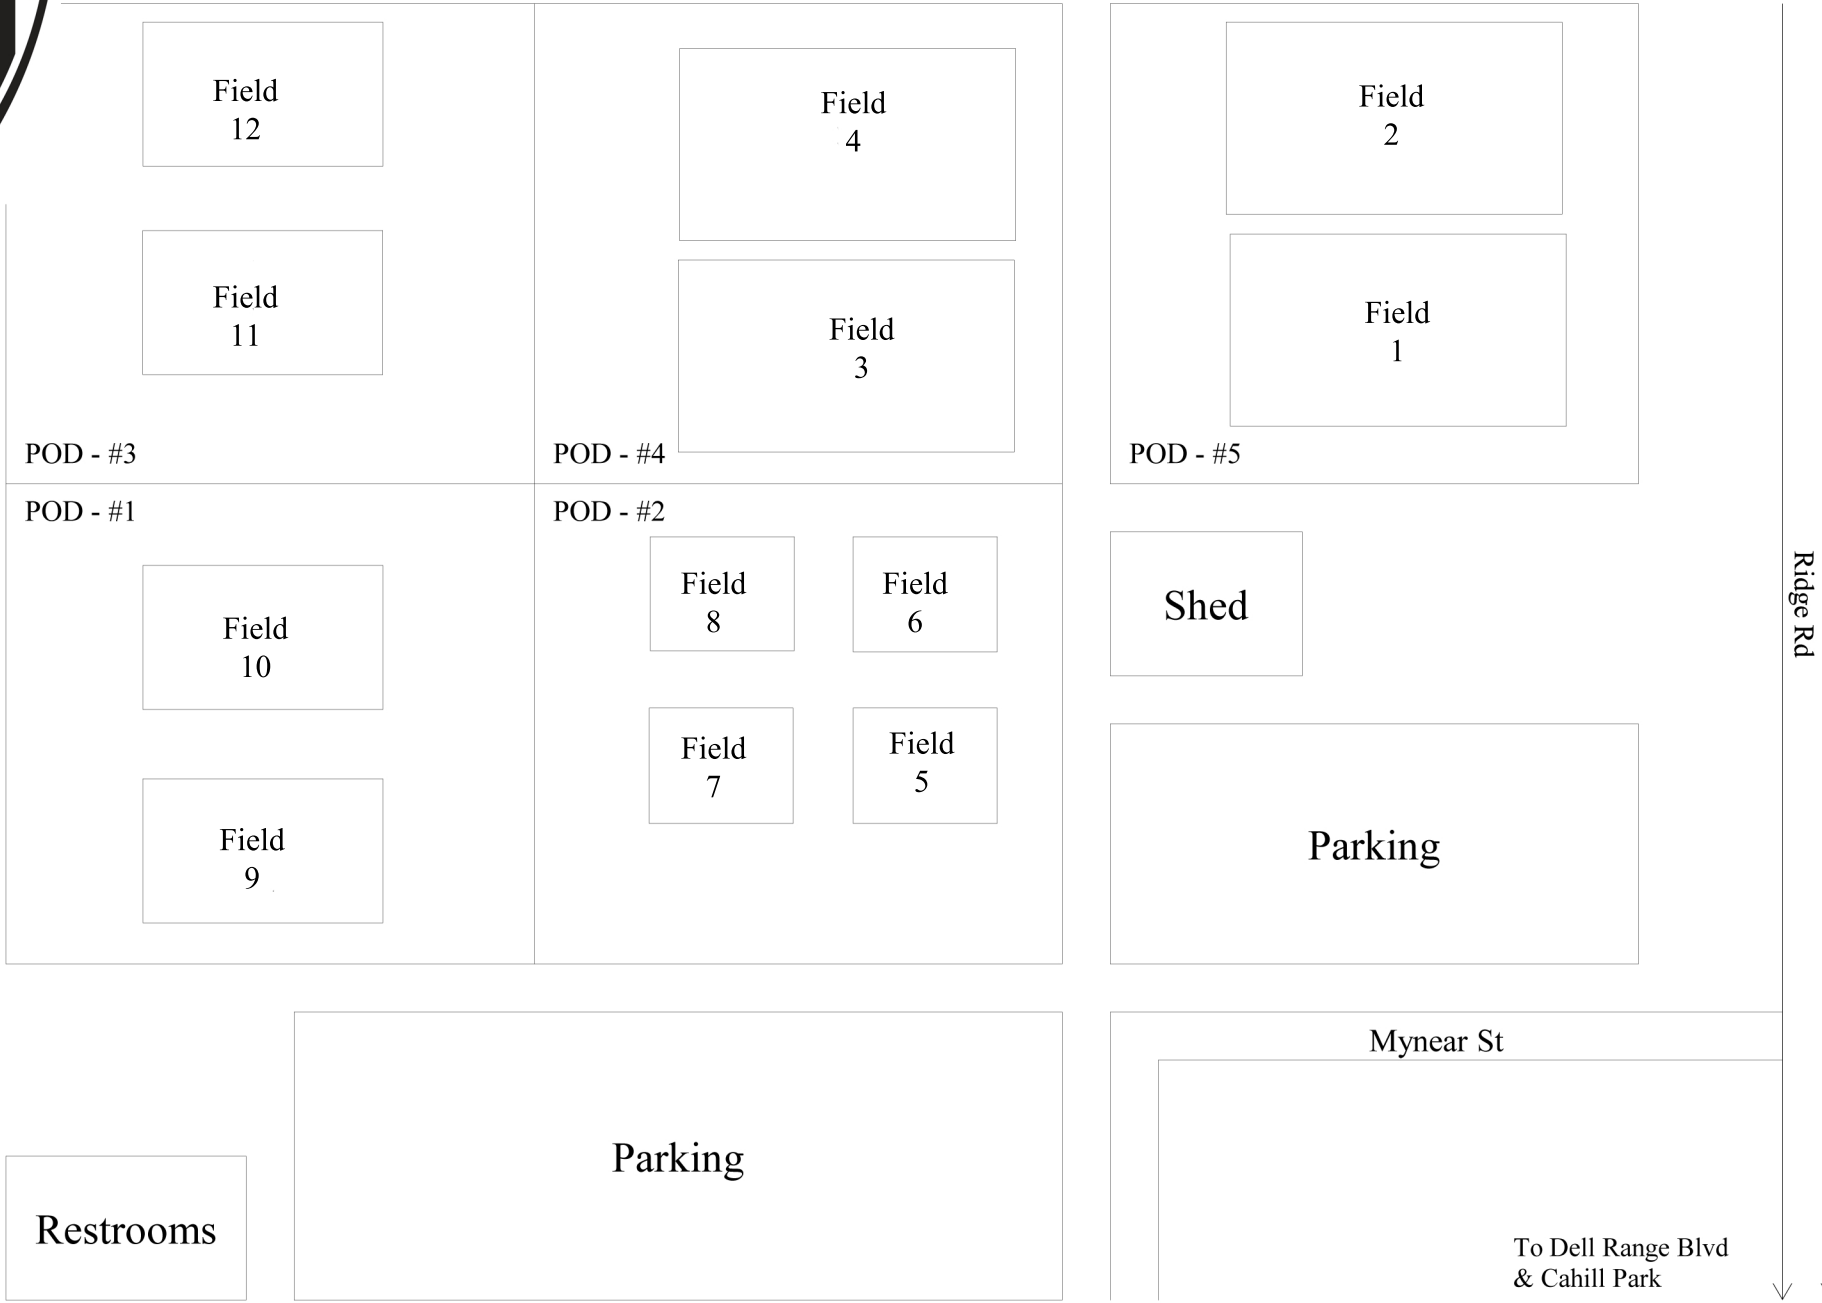 Field
12
Field
4
Field
2
Field
11
Field
3
Field
1
POD - #3
POD - #4
POD - #5
POD - #1
POD - #2
Field
8
Field
6
Shed
Ridge Rd
Field
10
Field
7
Field
5
Field
9
Parking
Mynear St
Parking
Restrooms
To Dell Range Blvd
& Cahill Park